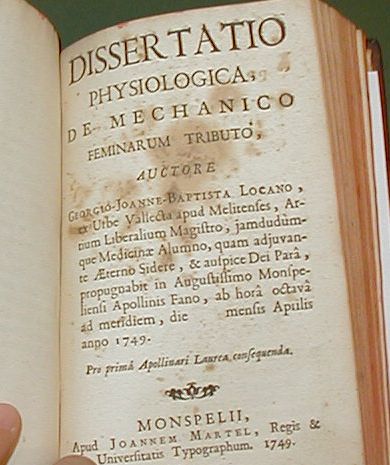 DISSERTATIO
PHYSIOLOGICA,
DE MECHANICO
FEMINARUM TRIBUTO,
AUCTORE
GEORGIO-JOANNE-BAPTISTA LOCANO,
ex Urbe Vallecta apud Melitenses, Ar-
tium Liberalium Magistro, jamdudùm-
que Medicinæ Alumno, quam adjuvan-
te Æterno Sidere, & auspice Dei Parâ,
propugnabit in Augustissimo Monspe-
liensi Apollinis Fano, ab horâ octavâ
ad meridiem, die mensis Aprilis
anno 1749.
Pro primâ Apollinari Laureâ consequendâ.
MONSPELII,
Apud JOANNEM MARTEL, Regis &
Universitatis Typographum. 1749.